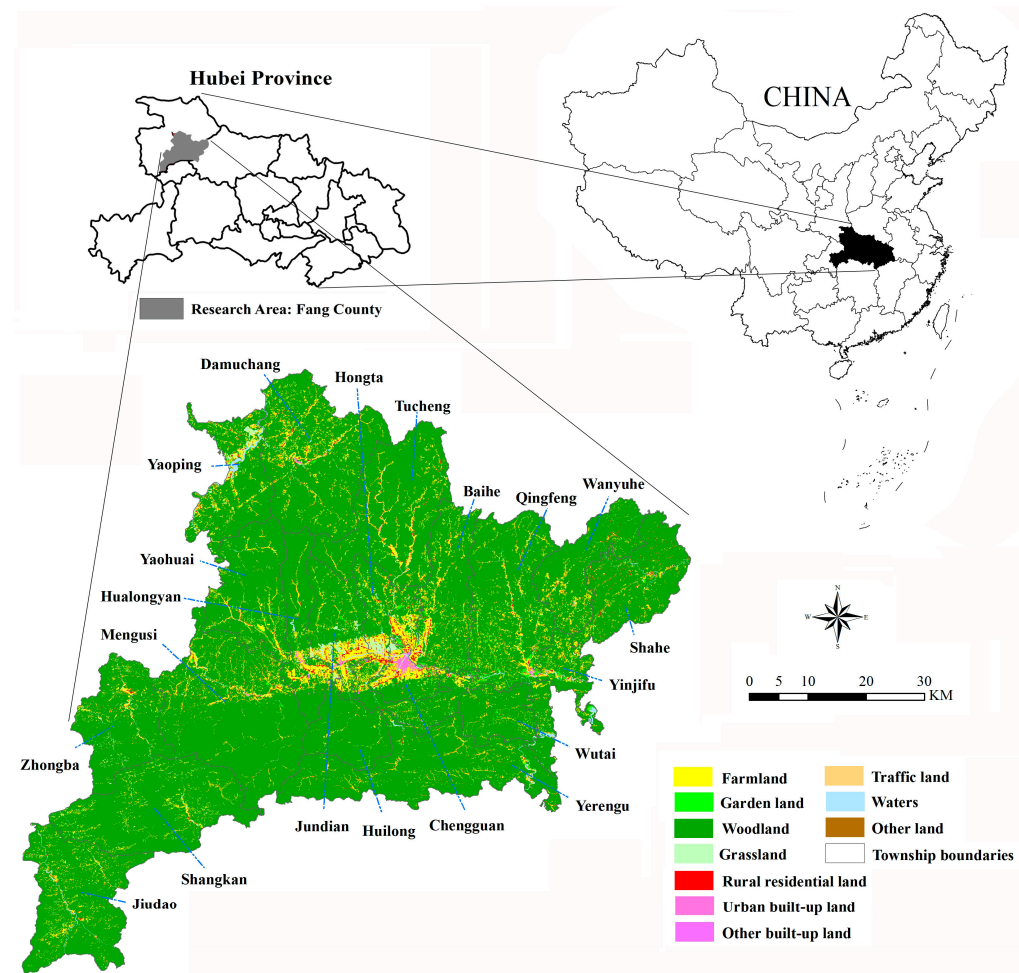 Hubei Province
CHINA
Research Area: Fang County
Damuchang
Hongta
Tucheng
Yaoping
Baihe
Qingfeng
Wanyuhe
Yaohuai
Hualongyan
Mengusi
Shahe
Yinjifu
Zhongba
Wutai
Yerengu
Jundian
Huilong
Chengguan
Shangkan
Jiudao
N
W
E
S
0 5 10 20 30
KM
Farmland
Garden land
Woodland
Grassland
Rural residential land
Urban built-up land
Other built-up land
Traffic land
Waters
Other land
Township boundaries